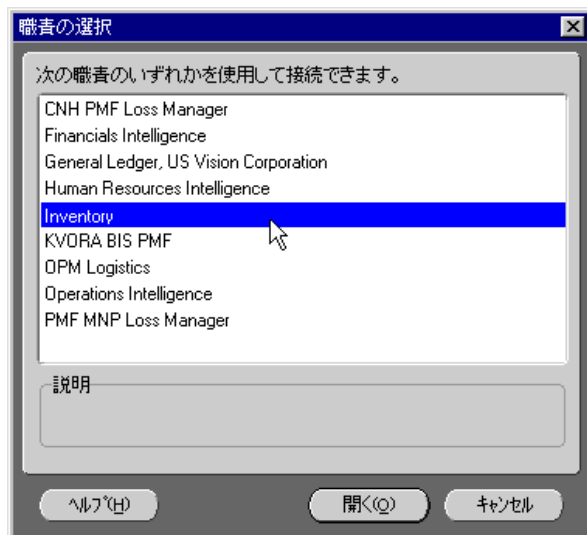 職責の選択
次の職責のいずれかを使用して接続できます。
CNH PMF Loss Manager
Financials Intelligence
General Ledger, US Vision Corporation
Human Resources Intelligence
Inventory
KVORA BIS PMF
OPM Logistics
Operations Intelligence
PMF MNP Loss Manager
説明
ﾍﾙﾌﾟ(H) 開く(O) ｷｬﾝｾﾙ